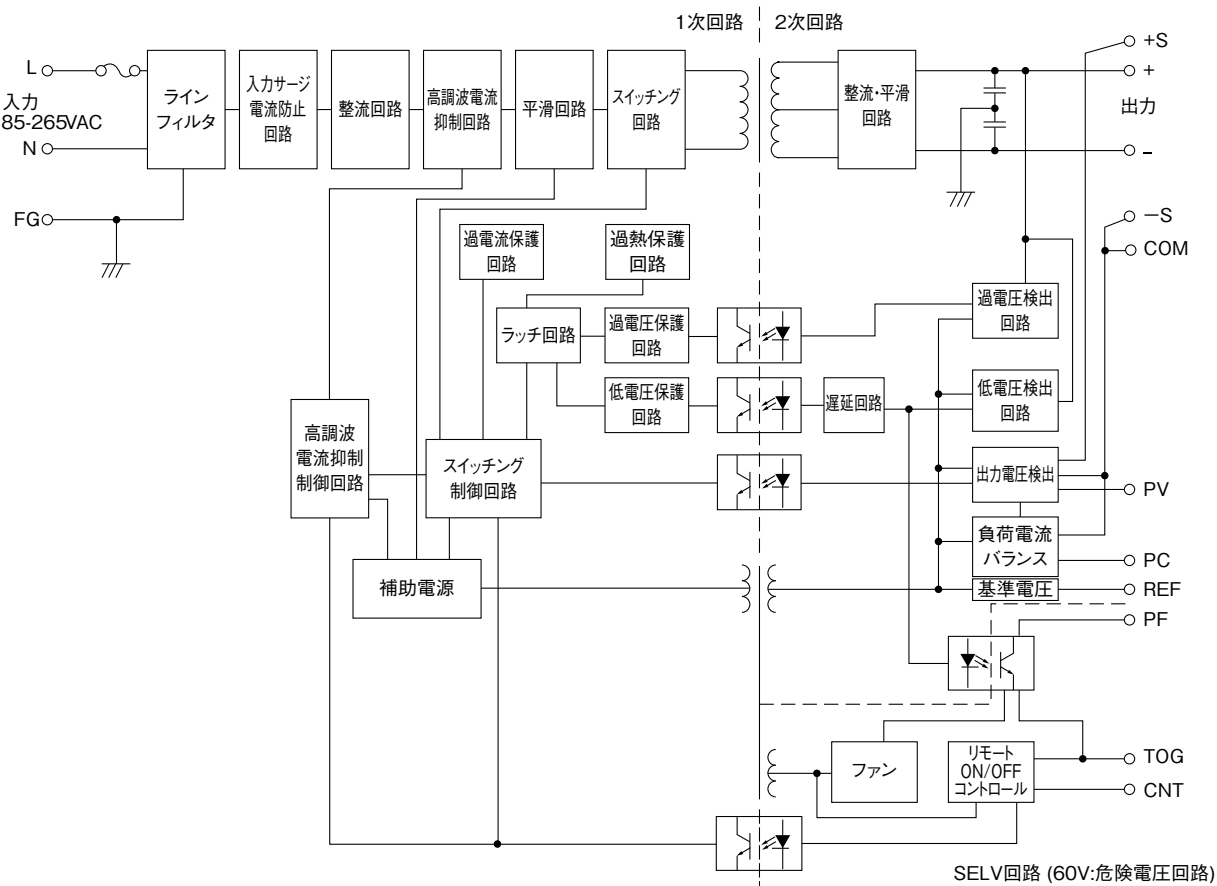 1次回路
2次回路
+S
L
+
入力
85-265VAC
出力
N
−
ライン
フィルタ
入力サージ
電流防止
回路
整流回路
高調波電流
抑制回路
平滑回路
スイッチング
回路
整流・平滑
回路
FG
−S
COM
過電流保護
回路
過熱保護
回路
ラッチ回路
過電圧保護
回路
過電圧検出
回路
低電圧保護
回路
遅延回路
低電圧検出
回路
高調波
電流抑制
制御回路
スイッチング
制御回路
出力電圧検出
PV
負荷電流
バランス
PC
補助電源
基準電圧
REF
PF
ファン
リモート
ON/OFF
コントロール
TOG
CNT
SELV回路 (60V:危険電圧回路)